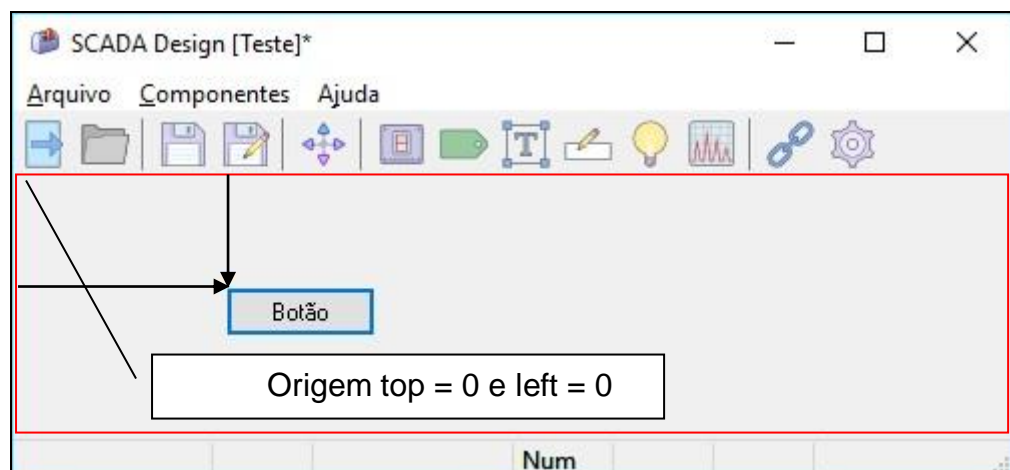 SCADA Design [Teste]*
Arquivo Componentes Ajuda
T
Botão
Origem top = 0 e left = 0
Num